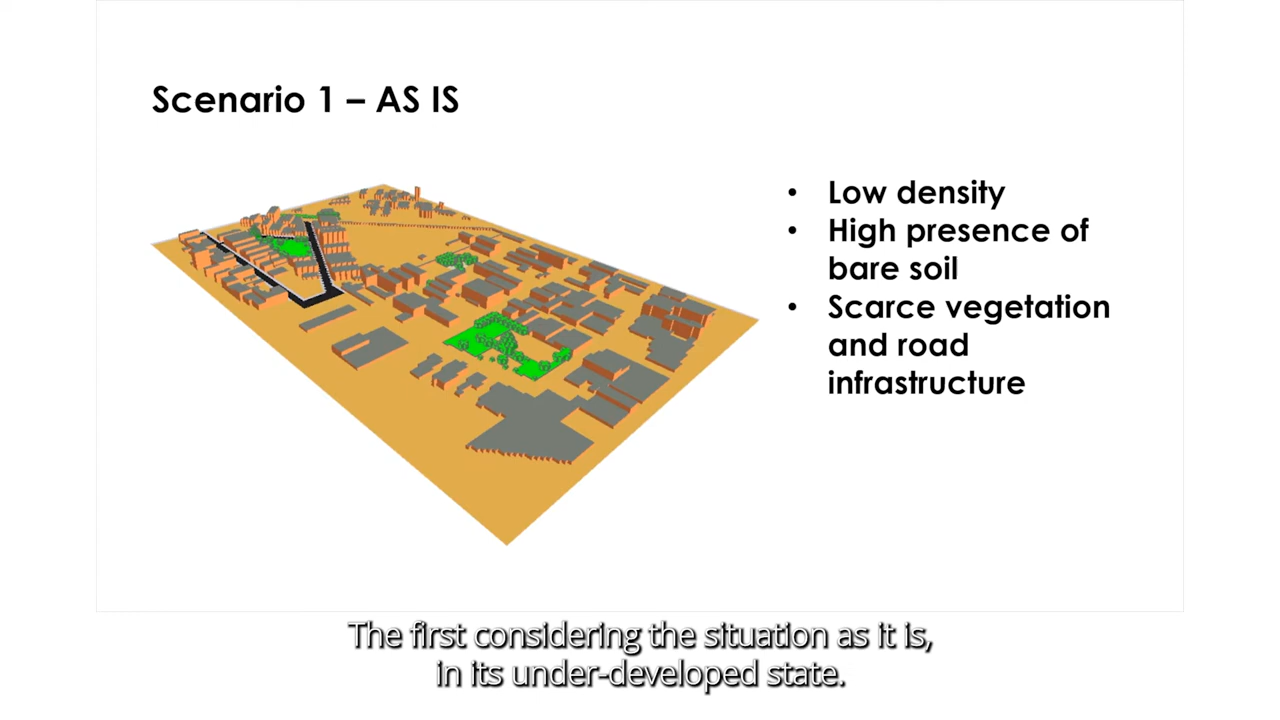 Scenario 1 – AS IS
• Low density
• High presence of
bare soil
• Scarce vegetation
and road
infrastructure
The first considering the situation as it is,
in its under-developed state.